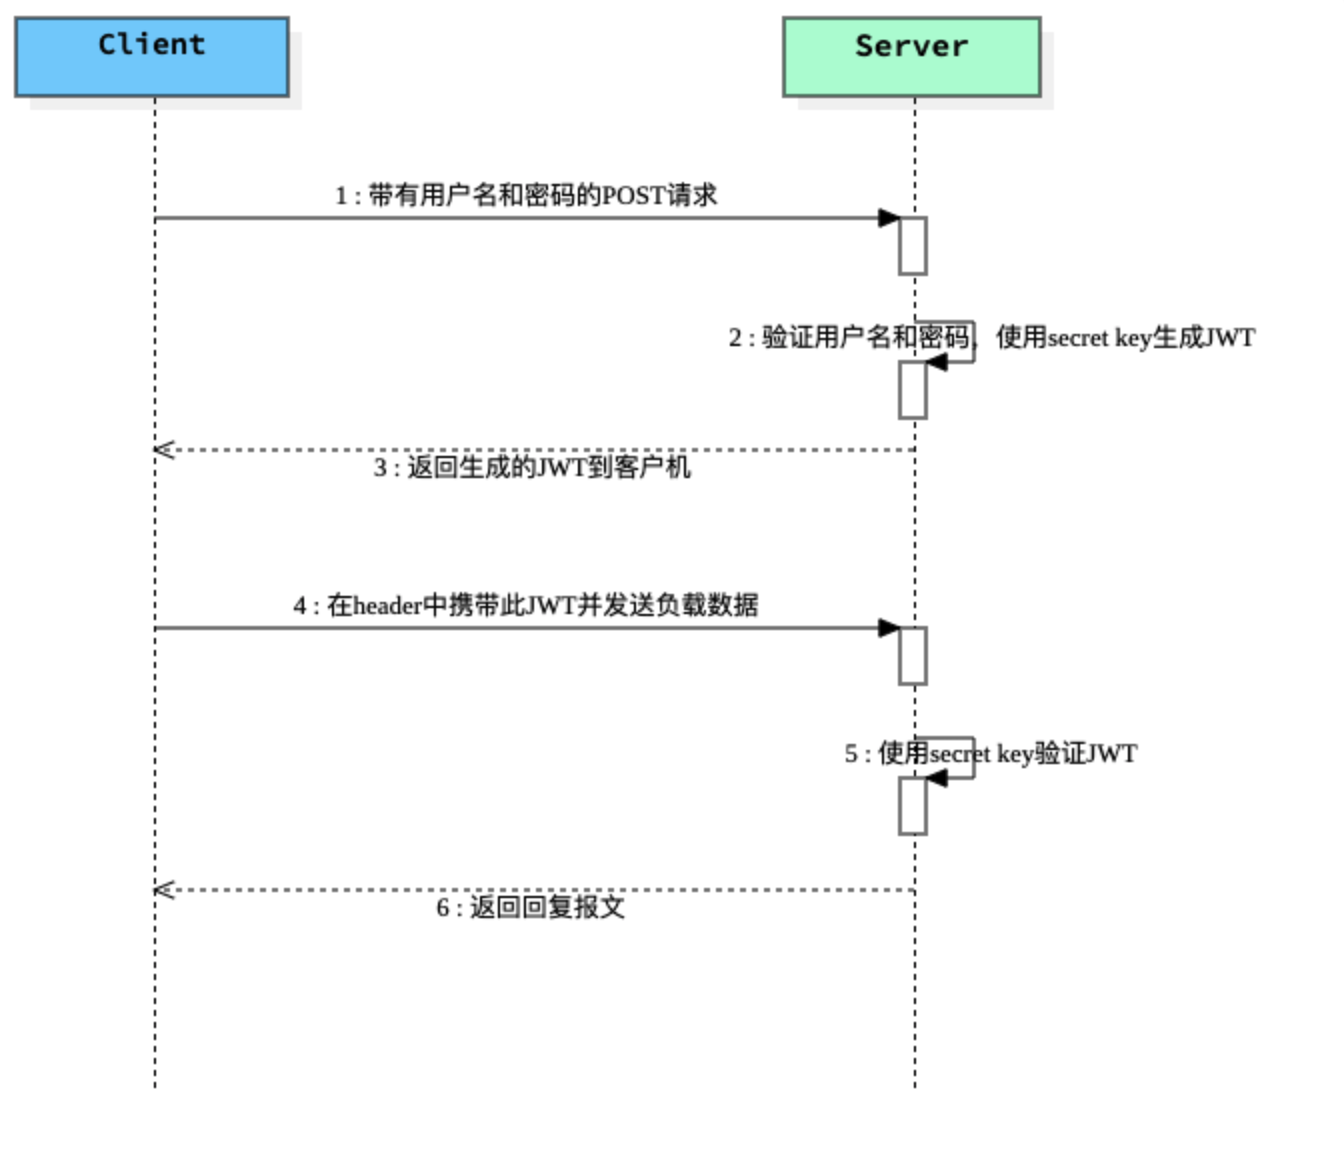 Client
Server
1 : 带有用户名和密码的POST请求
2 : 验证用户名和密码，使用secret key生成JWT
3 : 返回生成的JWT到客户机
4 : 在header中携带此JWT并发送负载数据
5 : 使用secret key验证JWT
6 : 返回回复报文